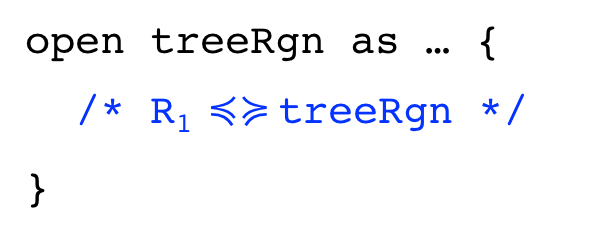 open treeRgn as … {
/* R₁ ≼≽ treeRgn */
}